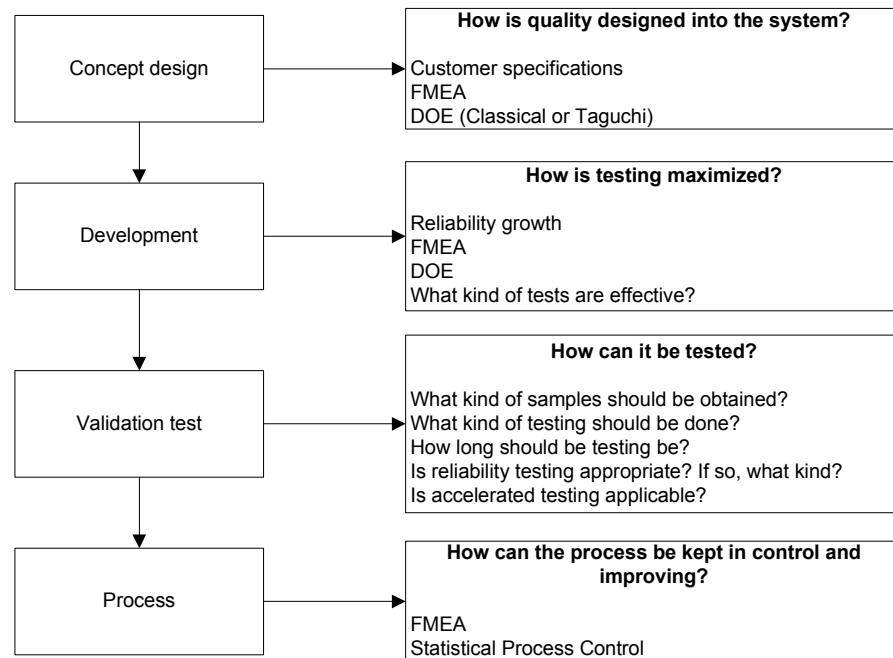 Concept design
How is quality designed into the system?
Customer specifications
FMEA
DOE (Classical or Taguchi)
Development
How is testing maximized?
Reliability growth
FMEA
DOE
What kind of tests are effective?
Validation test
How can it be tested?
What kind of samples should be obtained?
What kind of testing should be done?
How long should be testing be?
Is reliability testing appropriate? If so, what kind?
Is accelerated testing applicable?
Process
How can the process be kept in control and
improving?
FMEA
Statistical Process Control